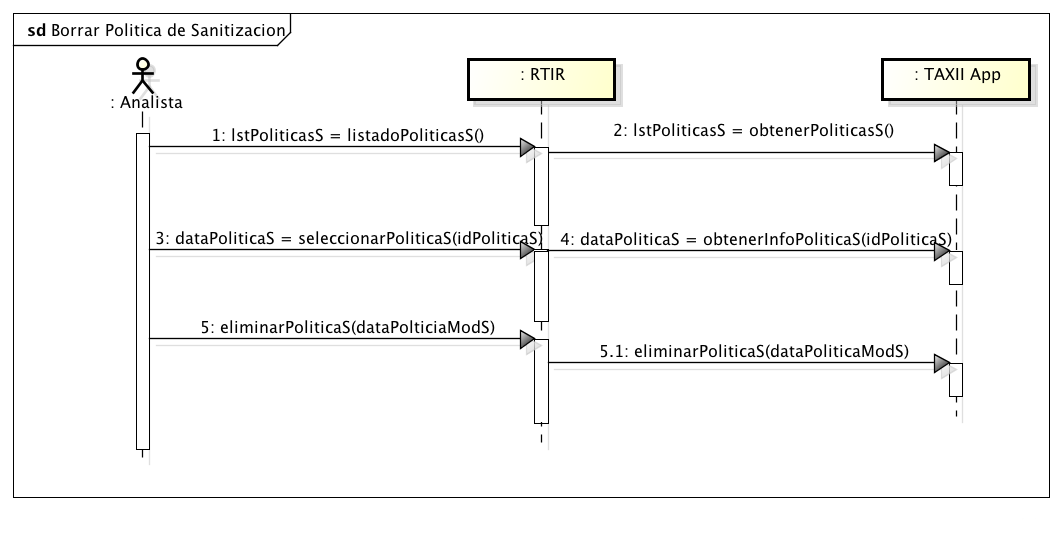 sd Borrar Politica de Sanitizacion
: Analista
: RTIR
: TAXII App
1: lstPoliticasS = listadoPoliticasS()
2: lstPoliticasS = obtenerPoliticasS()
3: dataPoliticaS = seleccionarPoliticaS(idPoliticaS)
4: dataPoliticaS = obtenerInfoPoliticaS(idPoliticaS)
5: eliminarPoliticaS(dataPolticiaModS)
5.1: eliminarPoliticaS(dataPoliticaModS)